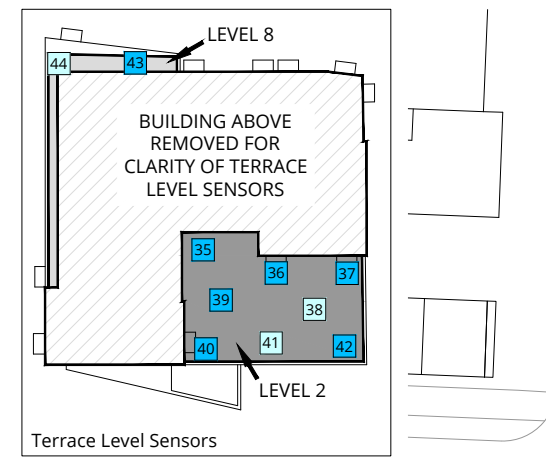 LEVEL 8
44
43
BUILDING ABOVE
REMOVED FOR
CLARITY OF TERRACE
LEVEL SENSORS
35
36
37
39
38
40
41
42
LEVEL 2
Terrace Level Sensors